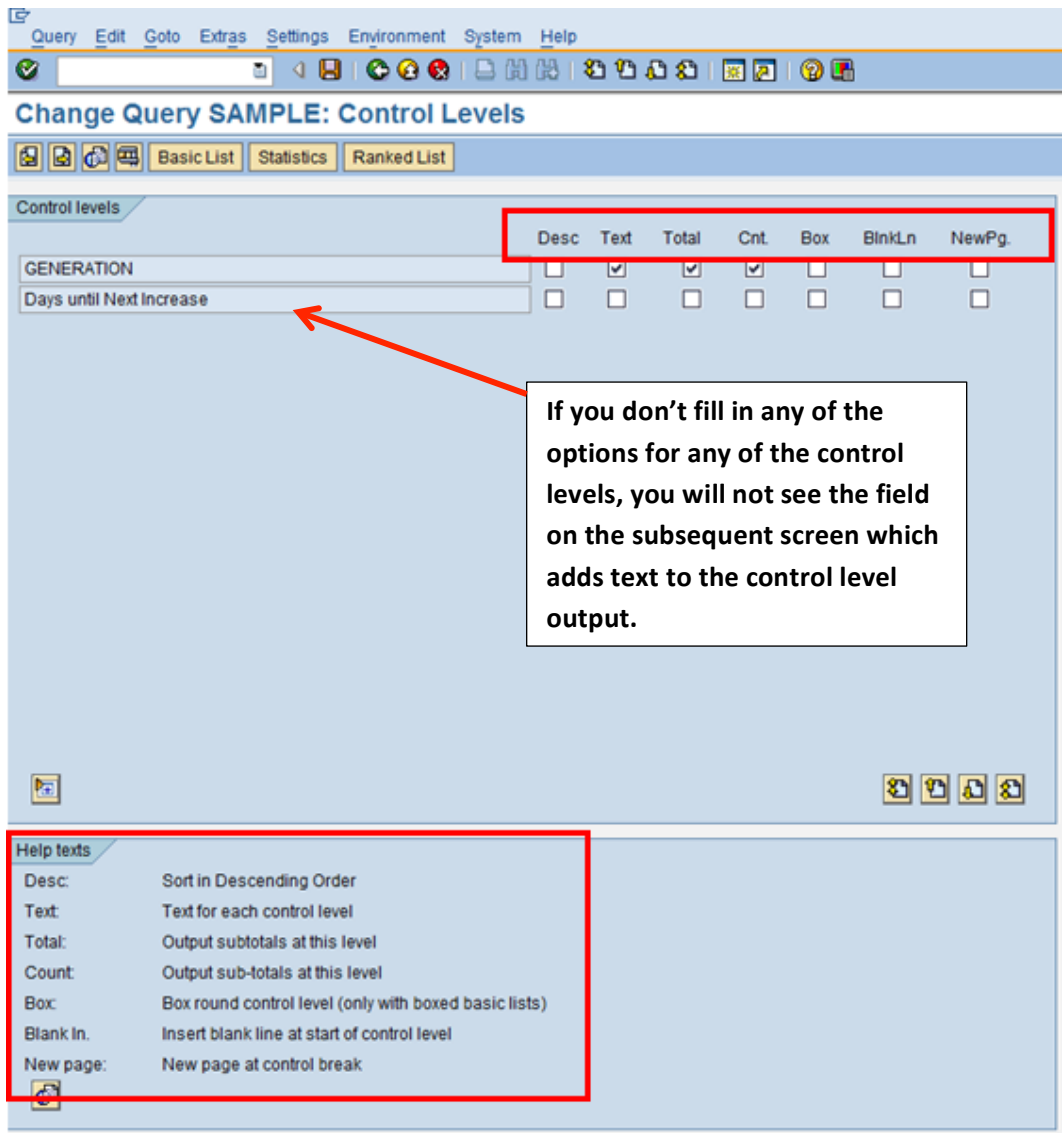 Query Edit Goto Extras Settings Environment System Help
Change Query SAMPLE: Control Levels
Basic List Statistics Ranked List
Control levels
Desc Text Total Cnt. Box BlnkLn NewPg.
GENERATION
Days until Next Increase
If you don’t fill in any of the
options for any of the control
levels, you will not see the field
on the subsequent screen which
adds text to the control level
output.
Help texts
Desc: Sort in Descending Order
Text: Text for each control level
Total: Output subtotals at this level
Count: Output sub-totals at this level
Box: Box round control level (only with boxed basic lists)
Blank ln. Insert blank line at start of control level
New page: New page at control break